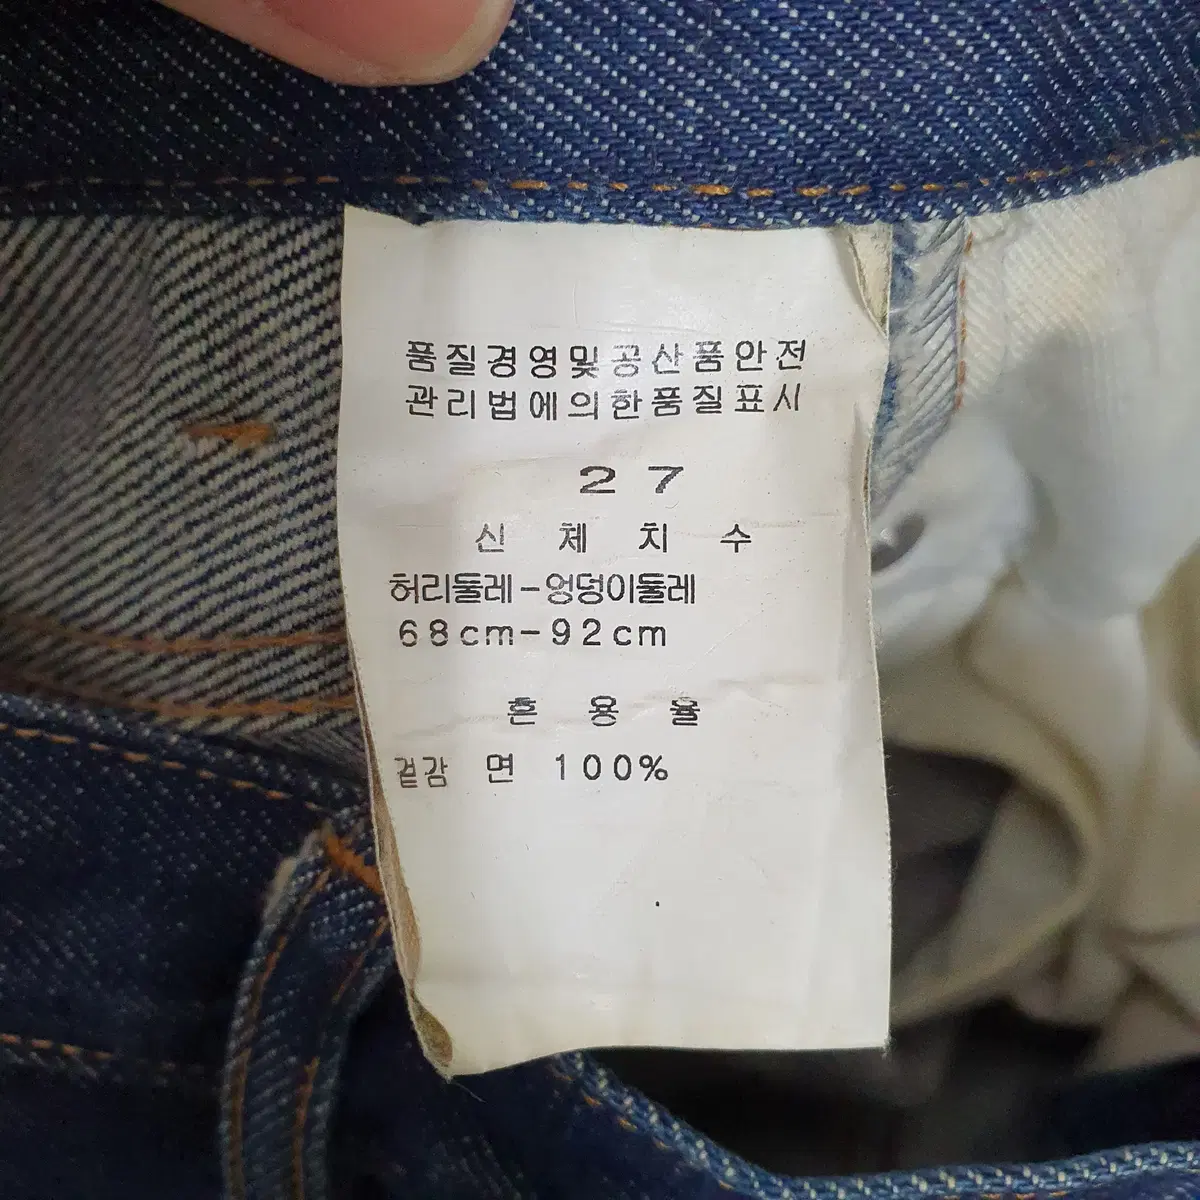 품질경영및공산품안전
관리법에의한품질표시
27
신 체 치 수
허리둘레-엉덩이둘레
68cm-92cm
혼 용 율
겉감 면 100%